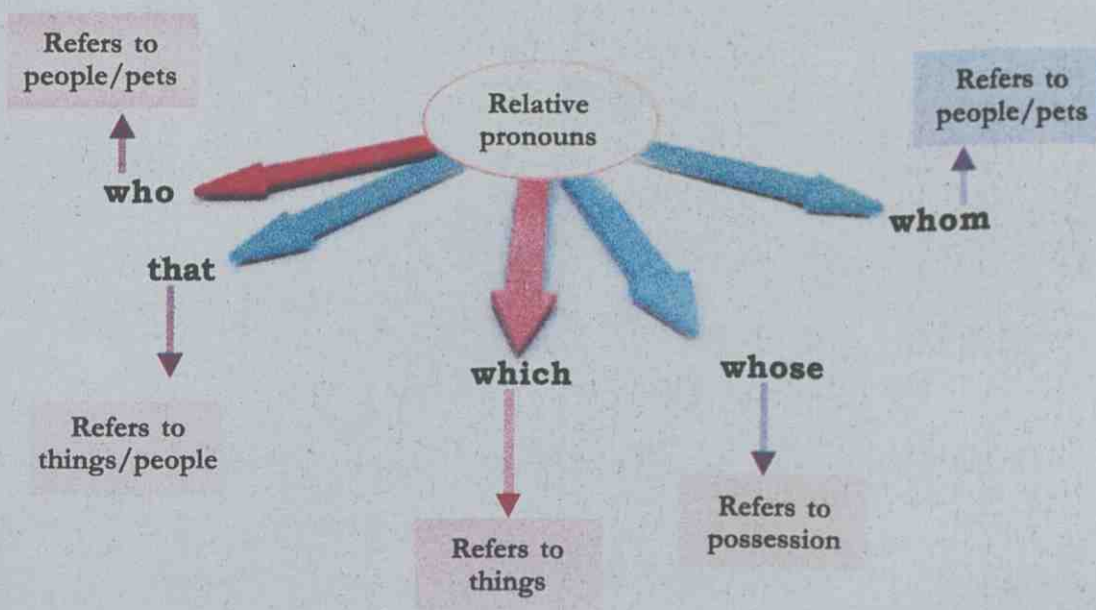 Refers to
people/pets
Relative
pronouns
Refers to
people/pets
who
whom
that
which
whose
Refers to
things/people
Refers to
things
Refers to
possession